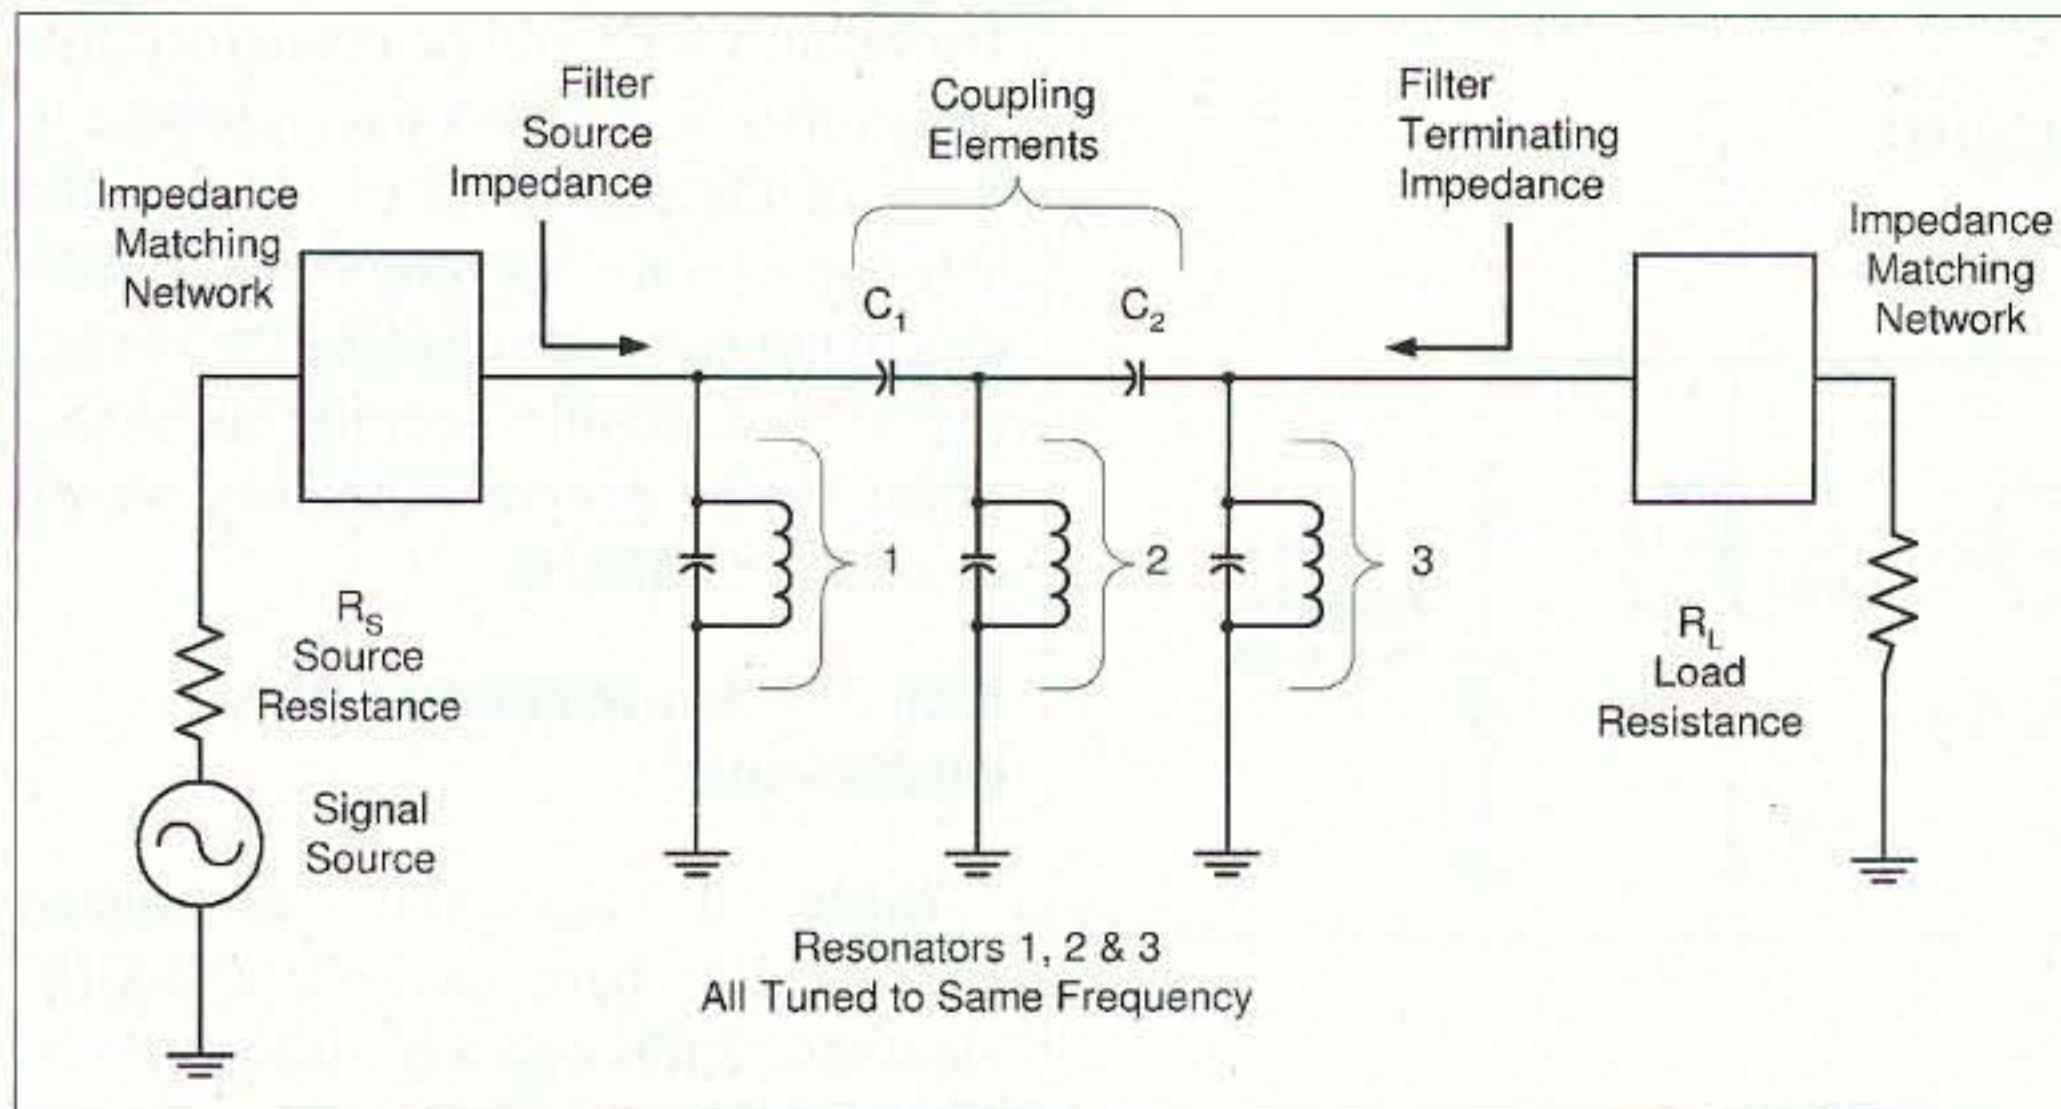 Filter
Source
Impedance
Coupling
Elements
Filter
Terminating
Impedance
Impedance
Matching
Network
Impedance
Matching
Network
C1
C2
1
2
3
RS
Source
Resistance
RL
Load
Resistance
Signal
Source
Resonators 1, 2 & 3
All Tuned to Same Frequency